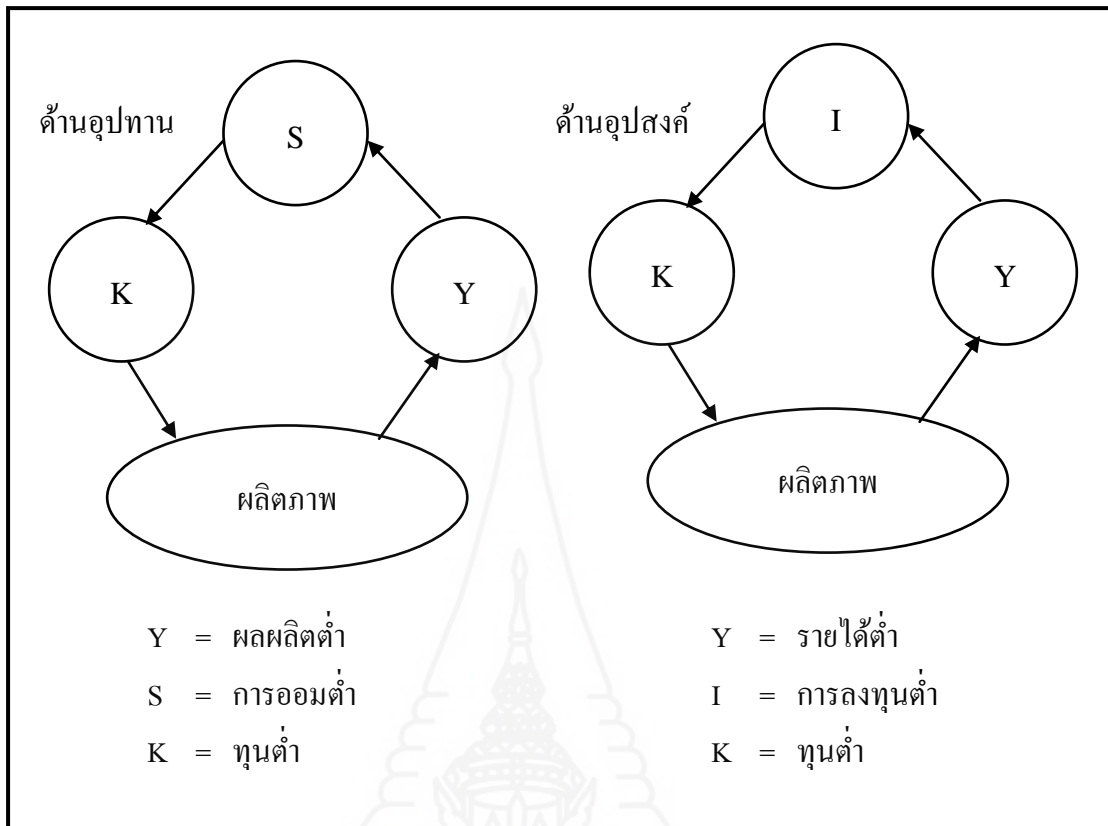 ด้านอุปทาน
S
K
Y
ผลิตภาพ
Y = ผลผลิตต่ำ
S = การออมต่ำ
K = ทุนต่ำ
ด้านอุปสงค์
I
K
Y
ผลิตภาพ
Y = รายได้ต่ำ
I = การลงทุนต่ำ
K = ทุนต่ำ